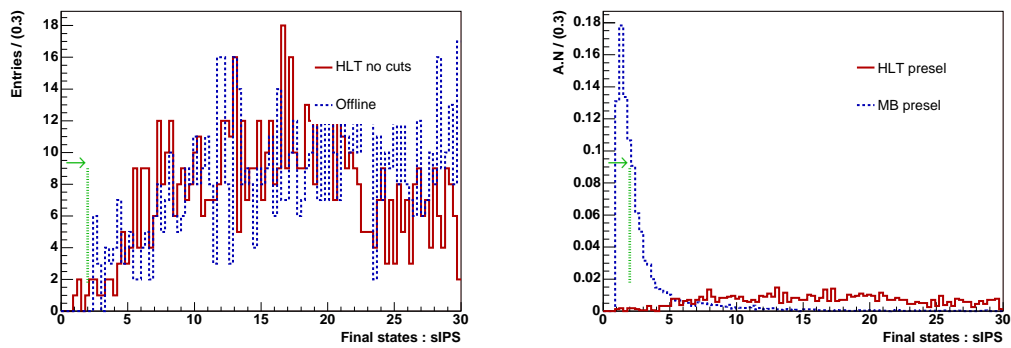 Entries / (0.3)
18
16
14
12
10
8
6
4
2
0
0 5 10 15 20 25 30
Final states : sIPS
HLT no cuts
Offline
A.N / (0.3)
0.18
0.16
0.14
0.12
0.1
0.08
0.06
0.04
0.02
0
0 5 10 15 20 25 30
Final states : sIPS
HLT presel
MB presel